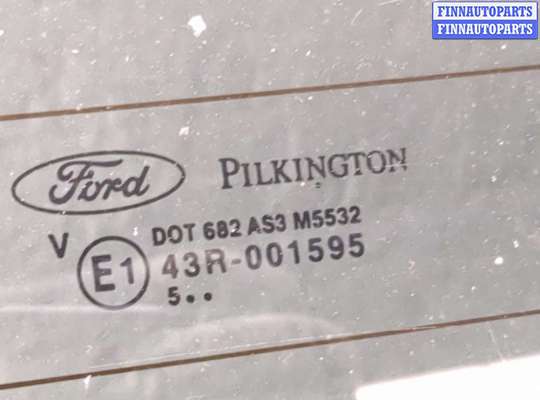 FINNAUTOPARTS
FINNAUTOPARTS
Ford PILKINGTON
DOT 682 AS3 M5532
V E1 43R-001595
5..